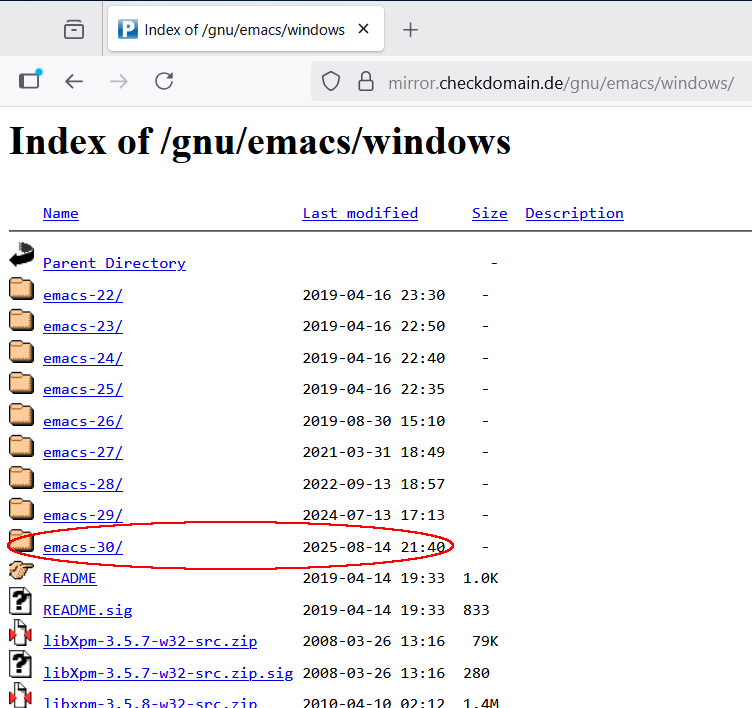 Index of /gnu/emacs/windows
mirror.checkdomain.de/gnu/emacs/windows/
Index of /gnu/emacs/windows
Name Last modified Size Description
Parent Directory -
emacs-22/ 2019-04-16 23:30 -
emacs-23/ 2019-04-16 22:50 -
emacs-24/ 2019-04-16 22:40 -
emacs-25/ 2019-04-16 22:35 -
emacs-26/ 2019-08-30 15:10 -
emacs-27/ 2021-03-31 18:49 -
emacs-28/ 2022-09-13 18:57 -
emacs-29/ 2024-07-13 17:13 -
emacs-30/ 2025-08-14 21:40 -
README 2019-04-14 19:33 1.0K
README.sig 2019-04-14 19:33 833
libXpm-3.5.7-w32-src.zip 2008-03-26 13:16 79K
libXpm-3.5.7-w32-src.zip.sig 2008-03-26 13:16 280
libxpm-3.5.8-w32-src.zip 2010-04-10 02:12 1.4M